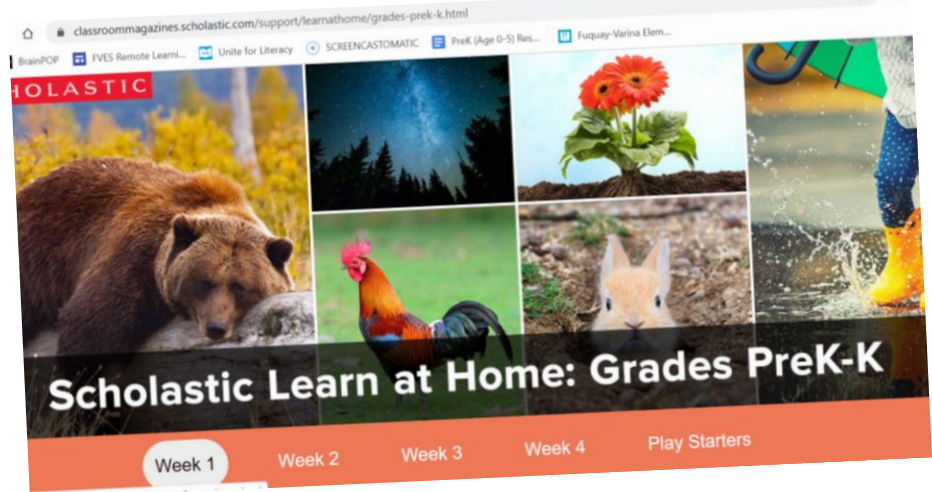 classroommagazines.scholastic.com/support/learnathome/grades-prek-k.html
BrainPOP FVES Remote Learni... Unite for Literacy SCREENCASTOMATIC PreK (Age 0-5) Res... Fuquay-Varina Elem...
HOLASTIC
Scholastic Learn at Home: Grades PreK-K
Week 1 Week 2 Week 3 Week 4 Play Starters